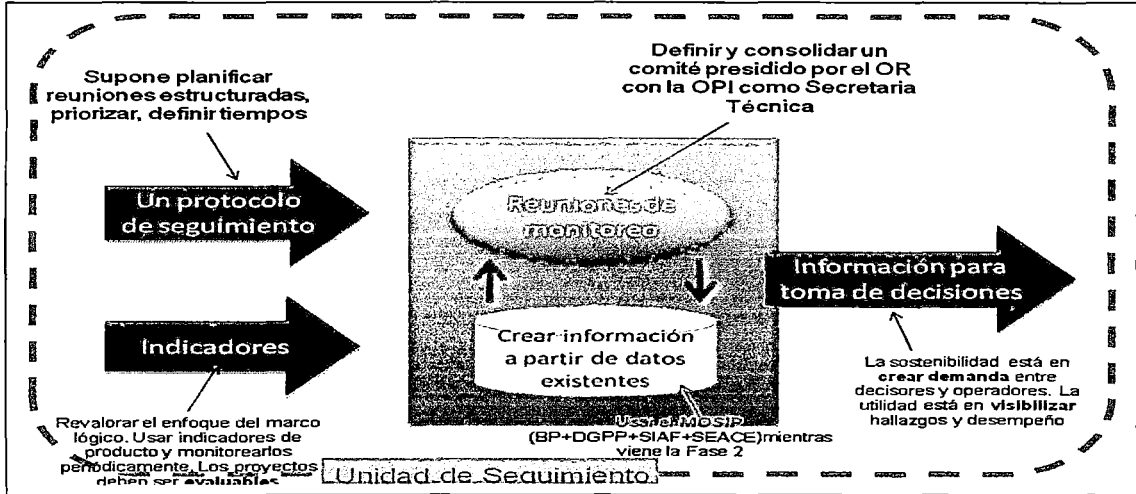 Supone planificar
reuniones estructuradas,
priorizar, definir tiempos
Definir y consolidar un
comité presidido por el OR
con la OPI como Secretaria
Técnica
Un protocolo
de seguimiento
Reuniones de
monitoreo
Información para
toma de decisiones
Indicadores
Crear información
a partir de datos
existentes
La sostenibilidad está en
crear demanda entre
decisores y operadores. La
utilidad está en visibilizar
hallazgos y desempeño
Revalorar el enfoque del marco
lógico. Usar indicadores de
producto y monitorearlos
periódicamente. Los proyectos
deben ser evaluables
Usar el MOSIP
(BP+DGPP+SIAF+SEACE)mientras
viene la Fase 2
Unidad de Seguimiento